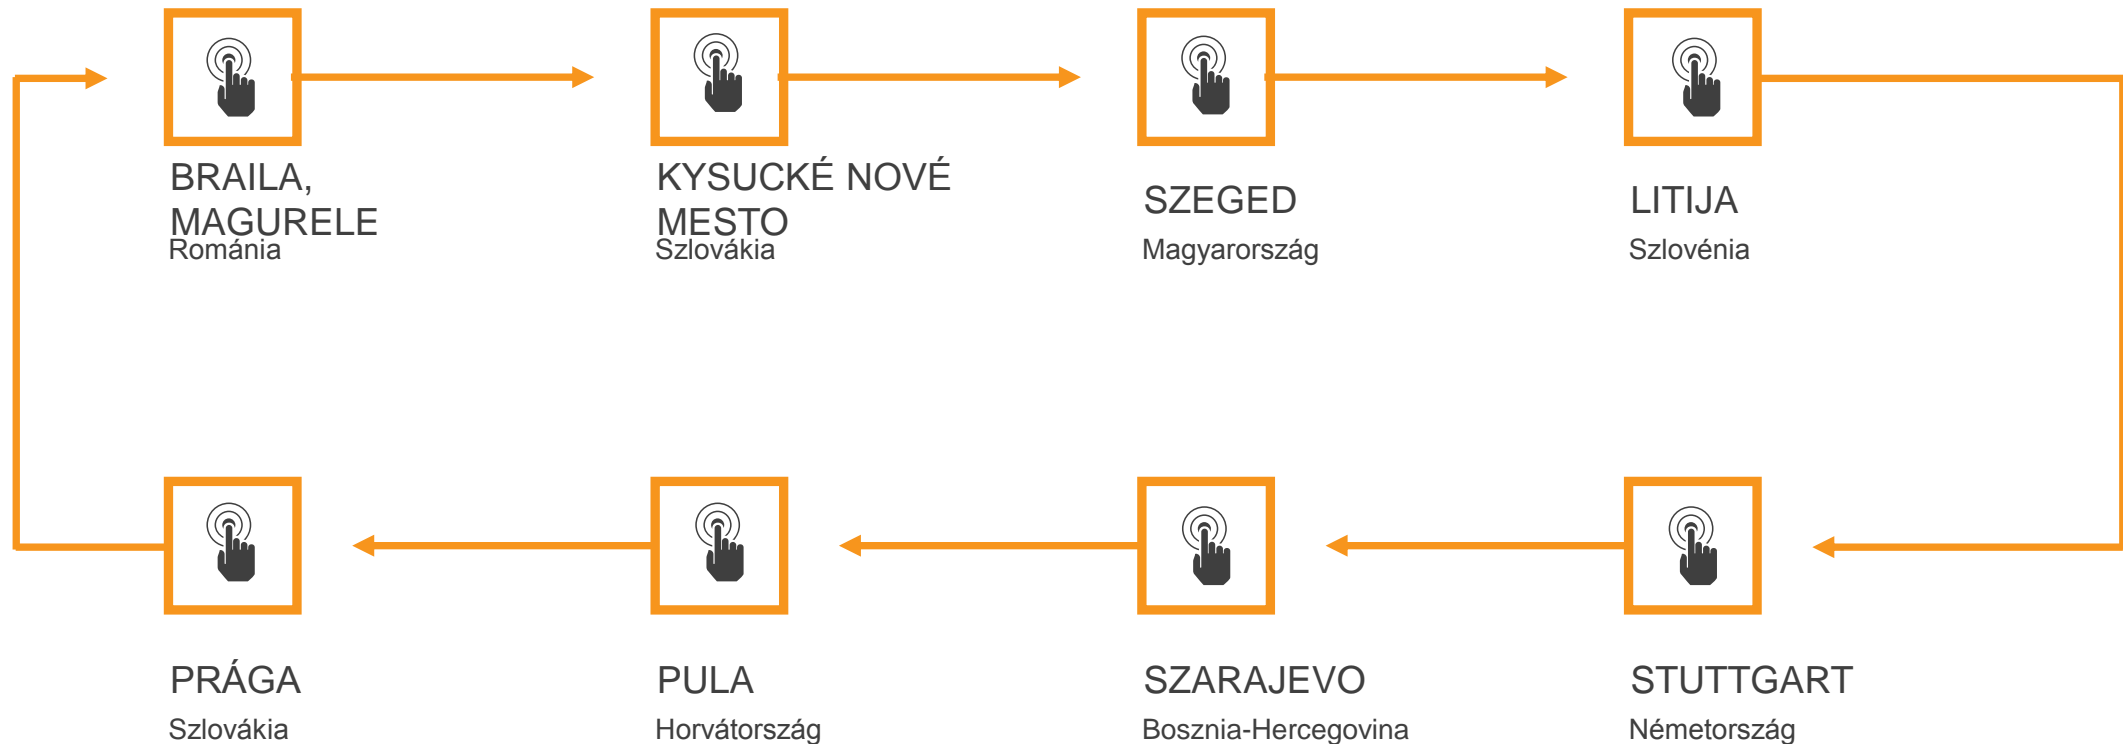 BRAILA,
MAGURELE
Románia
KYSUCKÉ NOVÉ
MESTO
Szlovákia
SZEGED
Magyarország
LITIJA
Szlovénia
PRÁGA
Szlovákia
PULA
Horvátország
SZARAJEVO
Bosznia-Hercegovina
STUTTGART
Németország